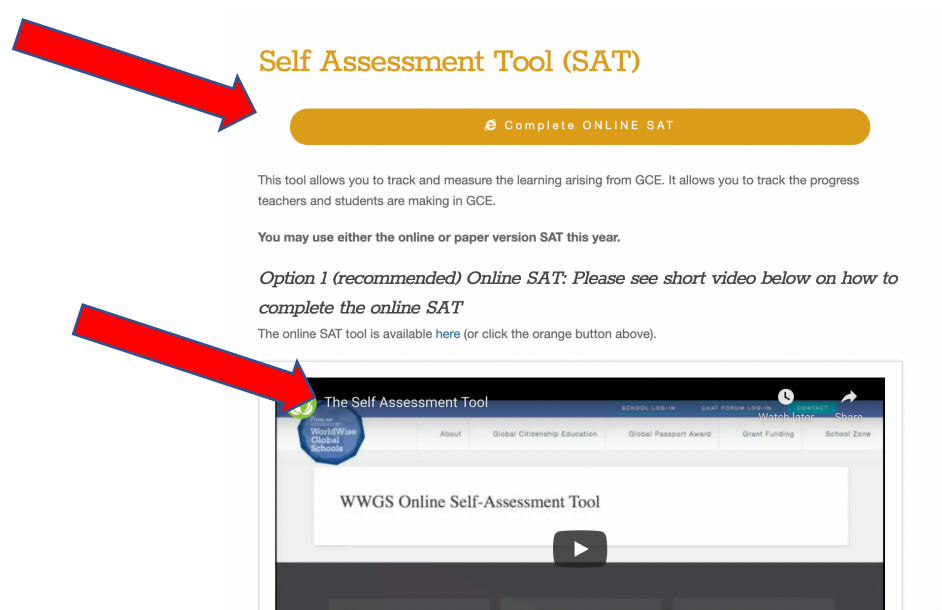 Self Assessment Tool (SAT)
Complete ONLINE SAT
This tool allows you to track and measure the learning arising from GCE. It allows you to track the progress
teachers and students are making in GCE.
You may use either the online or paper version SAT this year.
Option 1 (recommended) Online SAT: Please see short video below on how to
complete the online SAT
The online SAT tool is available here (or click the orange button above).
The Self Assessment Tool
Watch later
Share
SCHOOL LOG-IN
CHAT FORUM LOG-IN
CONTACT
WorldWise
Global
Schools
About
Global Citizenship Education
Global Passport Award
Grant Funding
School Zone
WWGS Online Self-Assessment Tool